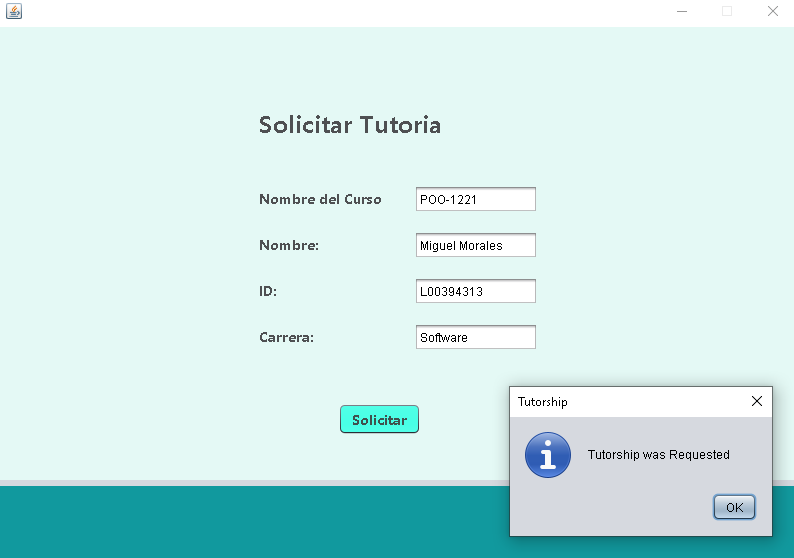 Solicitar Tutoria
Nombre del Curso POO-1221
Nombre: Miguel Morales
ID: L00394313
Carrera: Software
Solicitar
Tutorship
Tutorship was Requested
OK